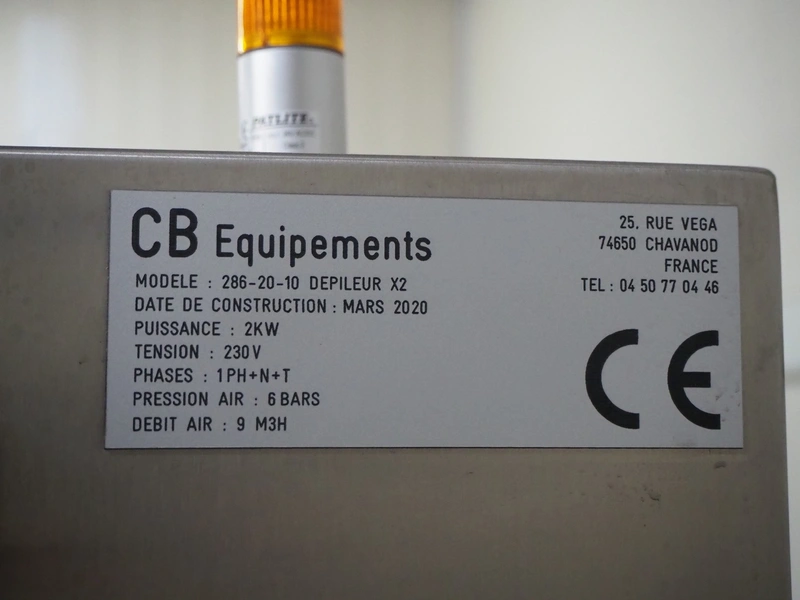 PATLITE.
CB Equipements
MODELE : 286-20-10 DEPILEUR X2
DATE DE CONSTRUCTION : MARS 2020
PUISSANCE : 2KW
TENSION : 230V
PHASES : 1PH+N+T
PRESSION AIR : 6 BARS
DEBIT AIR : 9 M3H
25, RUE VEGA
74650 CHAVANOD
FRANCE
TEL : 04 50 77 04 46
CE